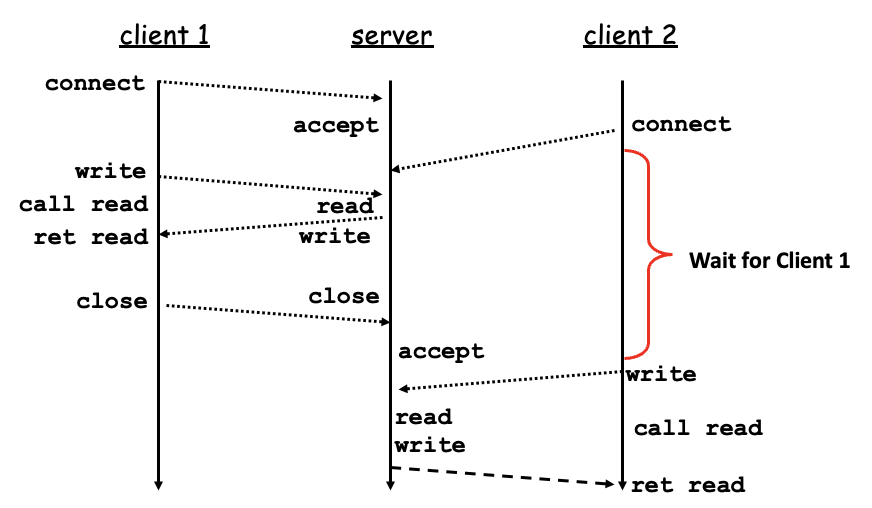 client 1
server
client 2
connect
accept
connect
write
call read
read
ret read
write
Wait for Client 1
close
close
accept
write
read
call read
write
ret read